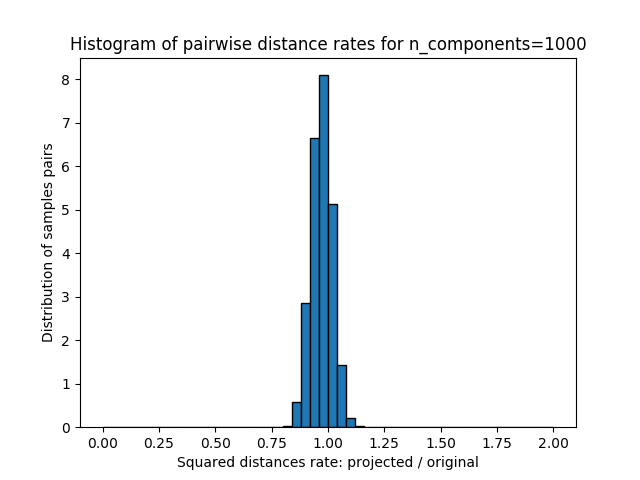 Histogram of pairwise distance rates for n_components=1000
Distribution of samples pairs
8
7
6
5
4
3
2
1
0
0.00 0.25 0.50 0.75 1.00 1.25 1.50 1.75 2.00
Squared distances rate: projected / original